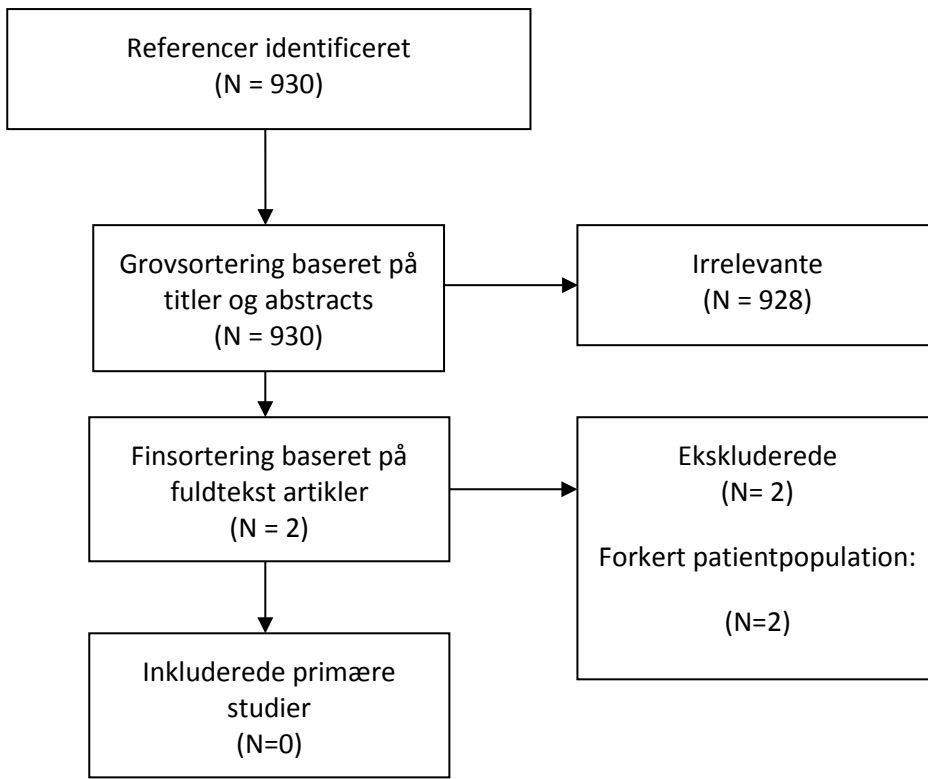 Referencer identificeret
(N = 930)
Grovsortering baseret på
titler og abstracts
(N = 930)
Irrelevante
(N = 928)
Finsortering baseret på
fuldtekst artikler
(N = 2)
Ekskluderede
(N= 2)
Forkert patientpopulation:
(N=2)
Inkluderede primære
studier
(N=0)